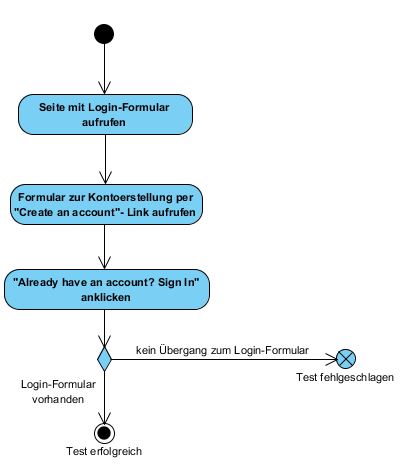 Seite mit Login-Formular
aufrufen
Formular zur Kontoerstellung per
"Create an account"- Link aufrufen
"Already have an account? Sign In"
anklicken
kein Übergang zum Login-Formular
Test fehlgeschlagen
Login-Formular
vorhanden
Test erfolgreich